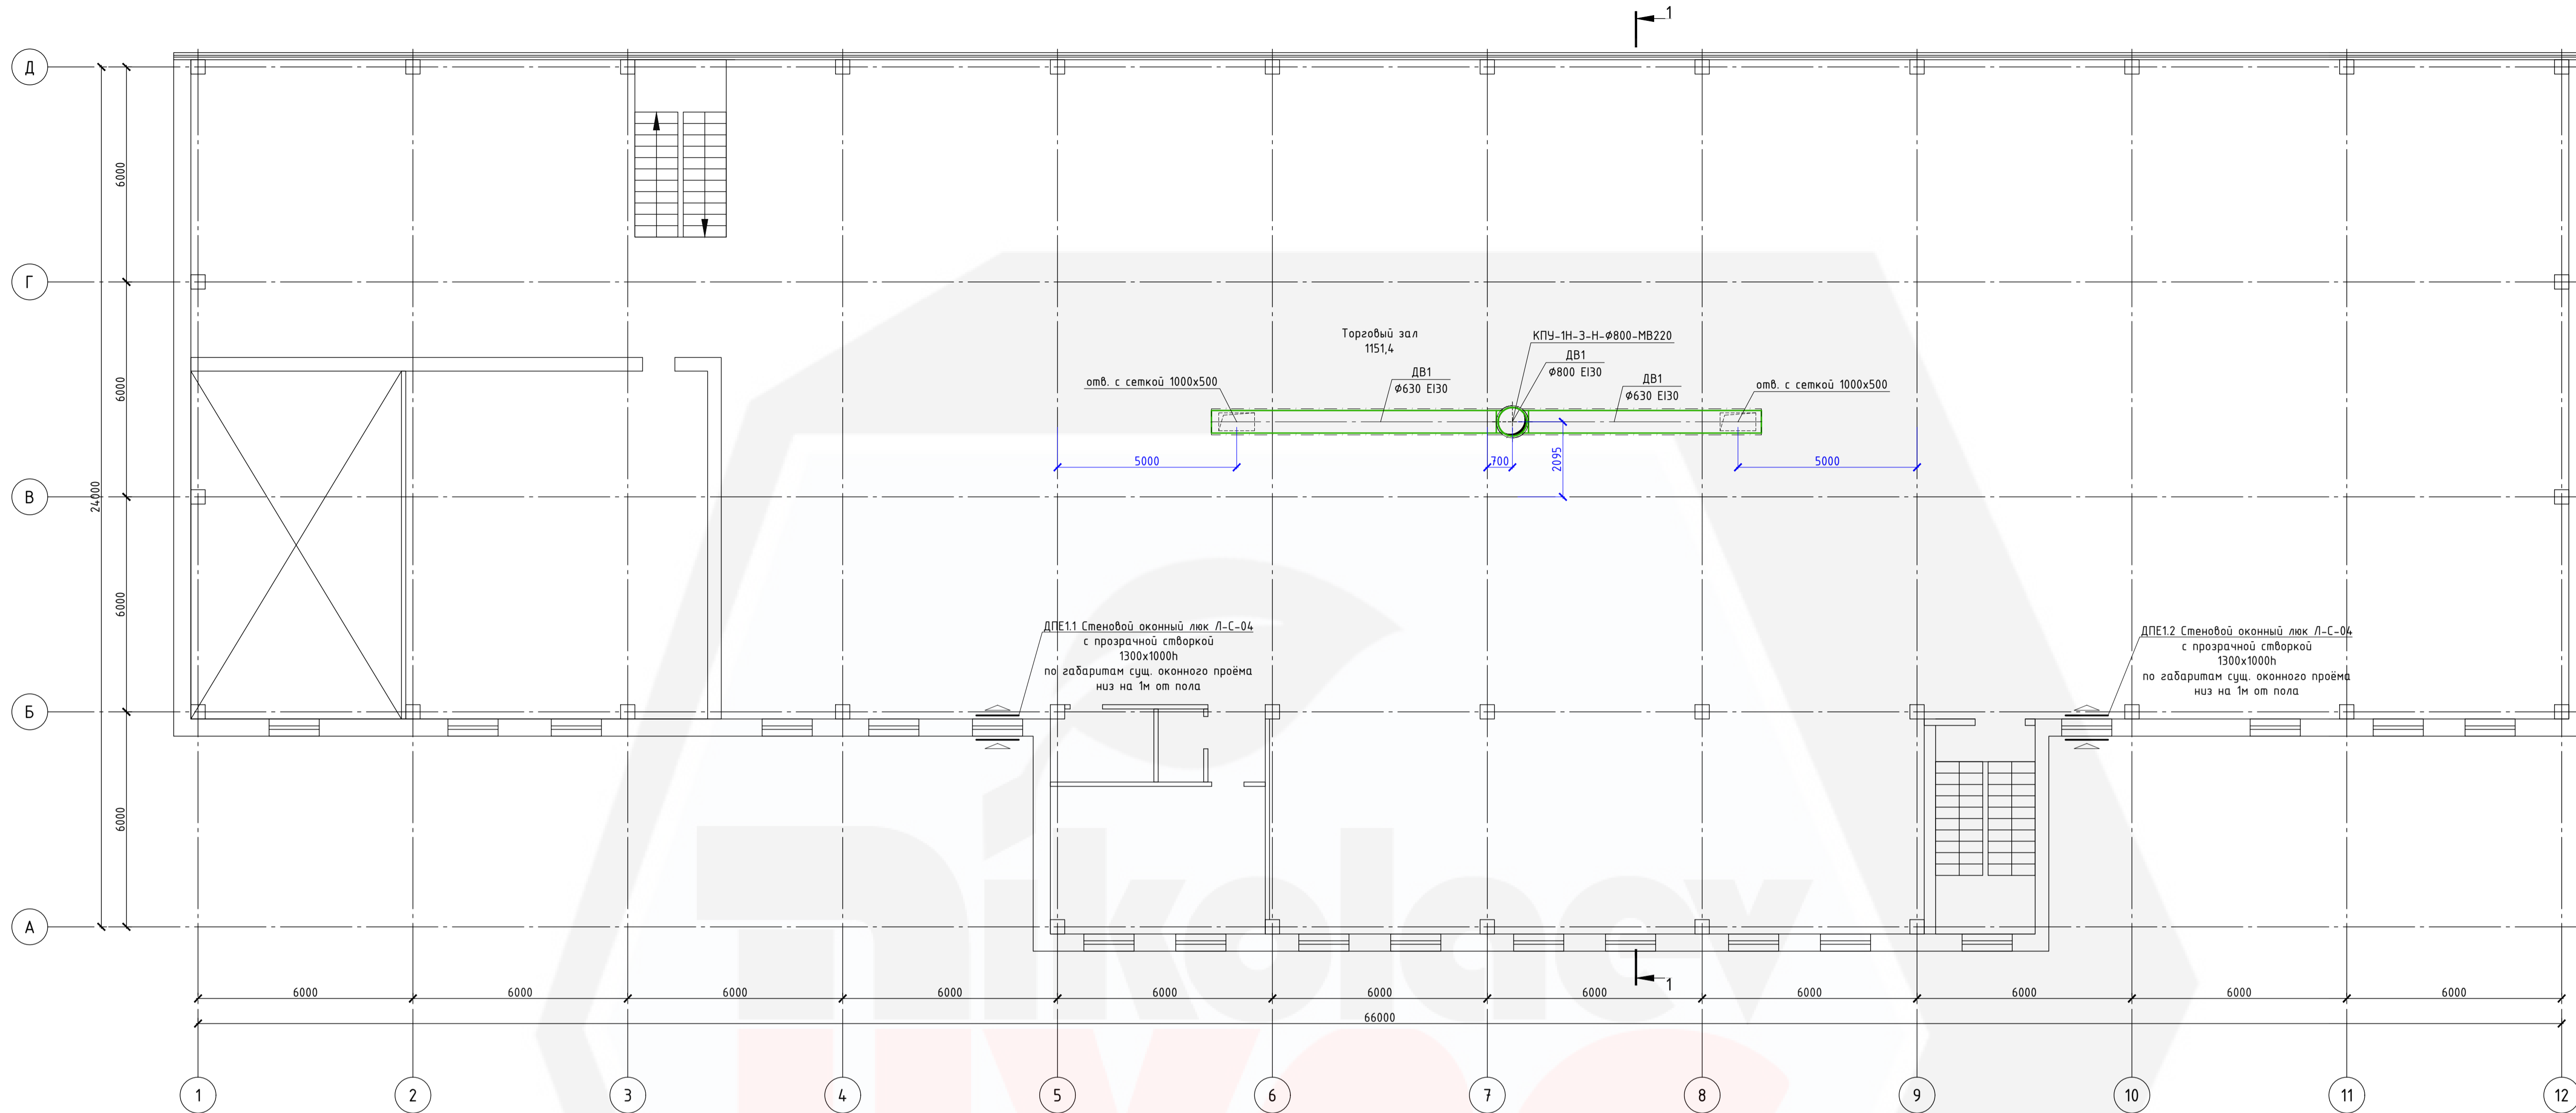 1
Д
Г
В
Б
А
6000
6000
6000
6000
24000
Торговый зал
1151,4
КПУ-1Н-З-Н-Ф800-МВ220
ДВ1
Ф800 EI30
ДВ1
Ф630 EI30
ДВ1
Ф630 EI30
отв. с сеткой 1000х500
отв. с сеткой 1000х500
5000
700
2095
5000
ДПЕ1.1 Стеновой оконный люк Л-С-04
с прозрачной створкой
1300х1000h
по габаритам сущ. оконного проёма
низ на 1м от пола
ДПЕ1.2 Стеновой оконный люк Л-С-04
с прозрачной створкой
1300х1000h
по габаритам сущ. оконного проёма
низ на 1м от пола
nikolaev
1
6000
6000
6000
6000
6000
6000
6000
6000
6000
6000
6000
66000
1
2
3
4
5
6
7
8
9
10
11
12